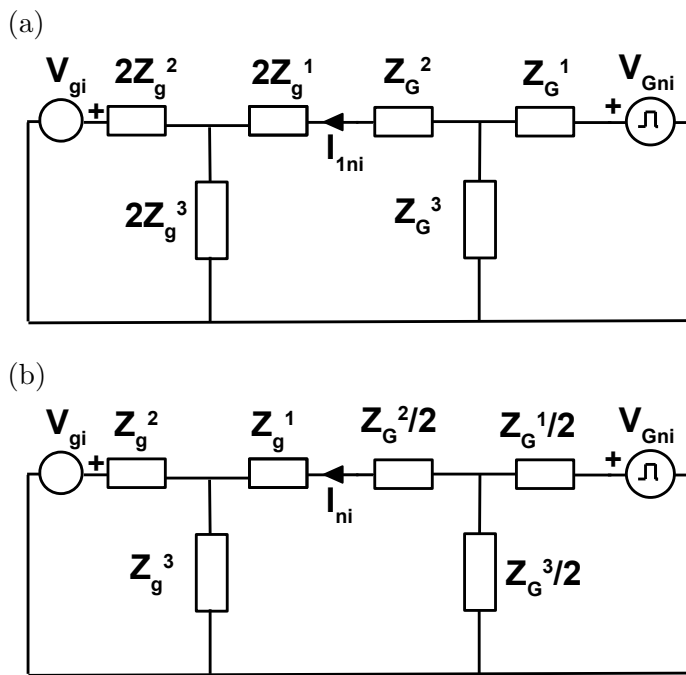 (a)
V_gi 2Z_g^2 2Z_g^1 Z_G^2 Z_G^1 V_Gni
+ +
I_1ni
2Z_g^3 Z_G^3
(b)
V_gi Z_g^2 Z_g^1 Z_G^2/2 Z_G^1/2 V_Gni
+ +
I_ni
Z_g^3 Z_G^3/2